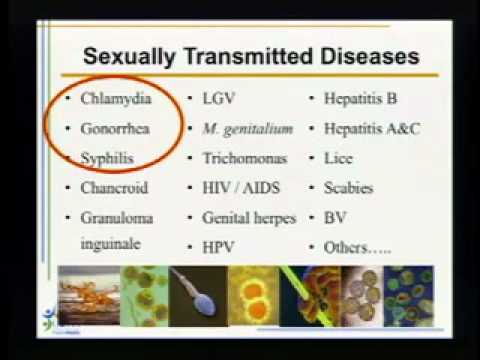 Sexually Transmitted Diseases
• Chlamydia
• Gonorrhea
• Syphilis
• Chancroid
• Granuloma
inguinale
• LGV
• M. genitalium
• Trichomonas
• HIV / AIDS
• Genital herpes
• HPV
• Hepatitis B
• Hepatitis A&C
• Lice
• Scabies
• BV
• Others.....